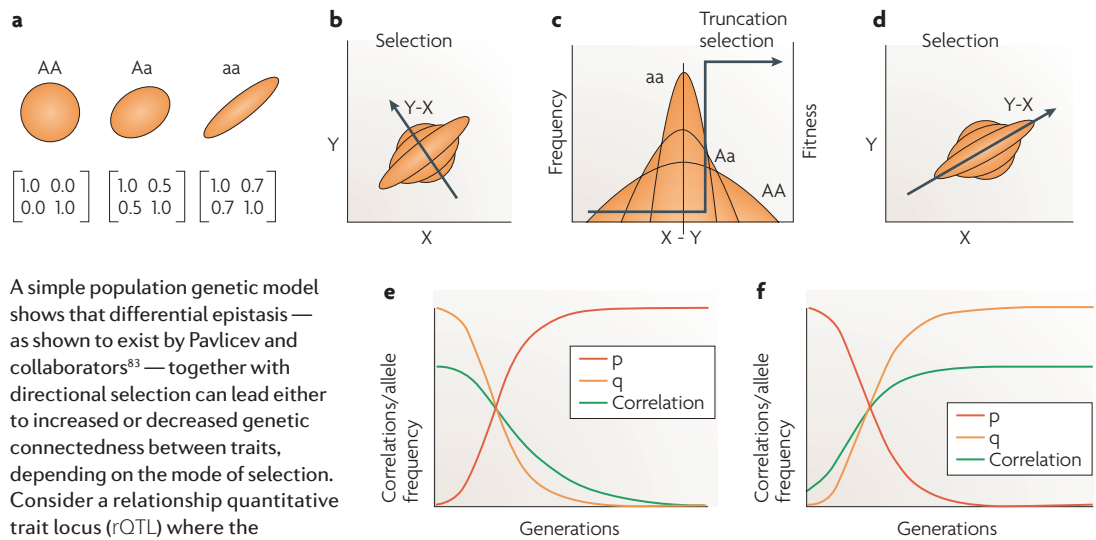 a
AA Aa aa
[1.0 0.0
0.0 1.0]
[1.0 0.5
0.5 1.0]
[1.0 0.7
0.7 1.0]
b
Selection
Y-X
Y
X
c
Truncation
selection
aa
Aa
AA
Frequency
Fitness
X - Y
d
Selection
Y-X
Y
X
A simple population genetic model
shows that differential epistasis —
as shown to exist by Pavlicev and
collaborators⁸³ — together with
directional selection can lead either
to increased or decreased genetic
connectedness between traits,
depending on the mode of selection.
Consider a relationship quantitative
trait locus (rQTL) where the
e
Correlations/allele
frequency
p
q
Correlation
Generations
f
Correlations/allele
frequency
p
q
Correlation
Generations